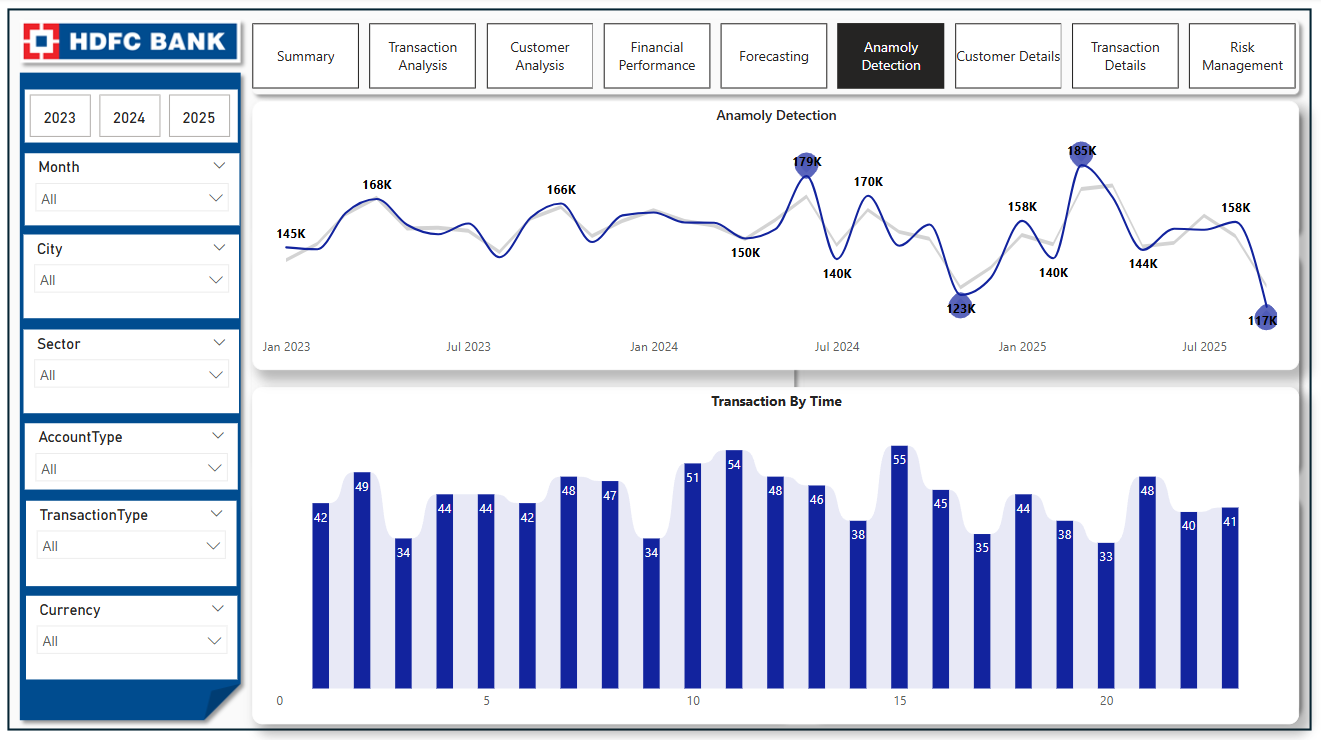 HDFC BANK
Summary
Transaction
Analysis
Customer
Analysis
Financial
Performance
Forecasting
Anamoly
Detection
Customer Details
Transaction
Details
Risk
Management
2023
2024
2025
Month
All
City
All
Sector
All
AccountType
All
TransactionType
All
Currency
All
Anamoly Detection
145K
168K
166K
150K
179K
140K
170K
123K
158K
140K
185K
144K
158K
117K
Jan 2023
Jul 2023
Jan 2024
Jul 2024
Jan 2025
Jul 2025
Transaction By Time
42
49
34
44
44
42
48
47
34
51
54
48
46
38
55
45
35
44
38
33
48
40
41
0
5
10
15
20